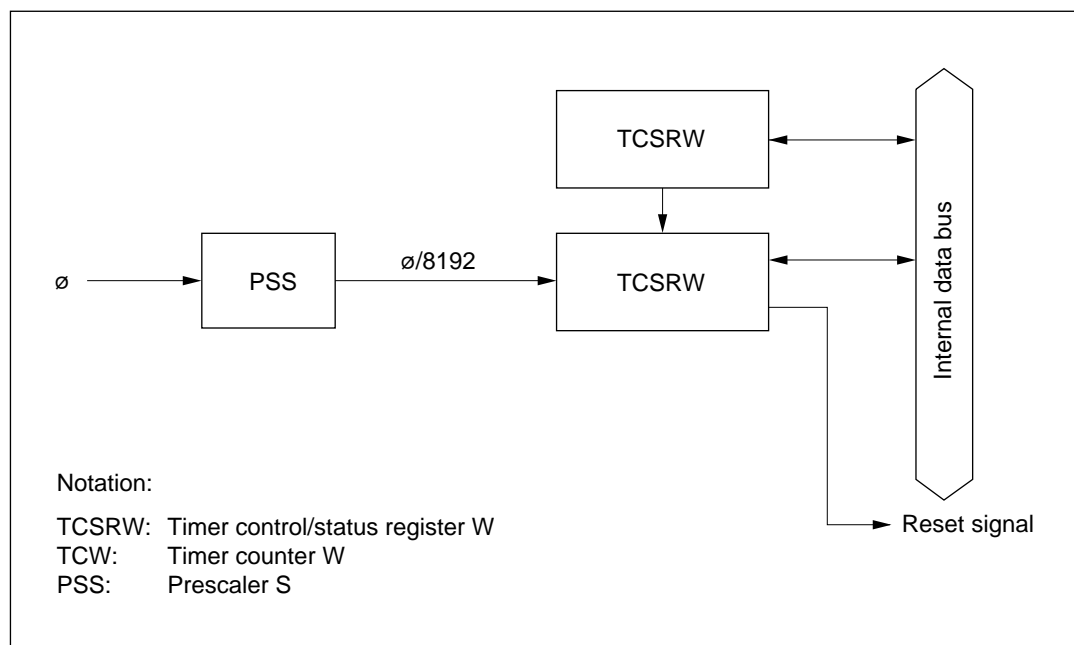 TCSRW
ø
PSS
ø/8192
TCSRW
Internal data bus
Notation:
TCSRW: Timer control/status register W
TCW: Timer counter W
PSS: Prescaler S
Reset signal